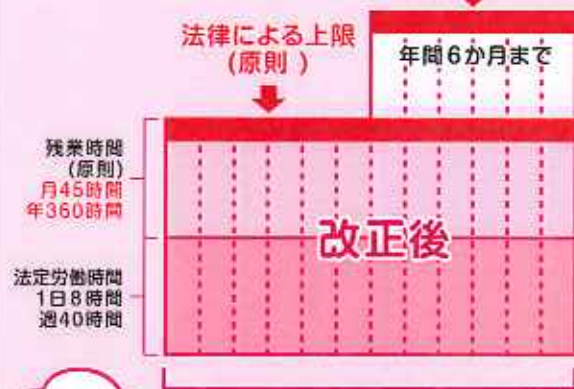 法律による上限
(原則 )
年間6か月まで
残業時間
(原則)
月45時間
年360時間
改正後
法定労働時間
1日8時間
週40時間